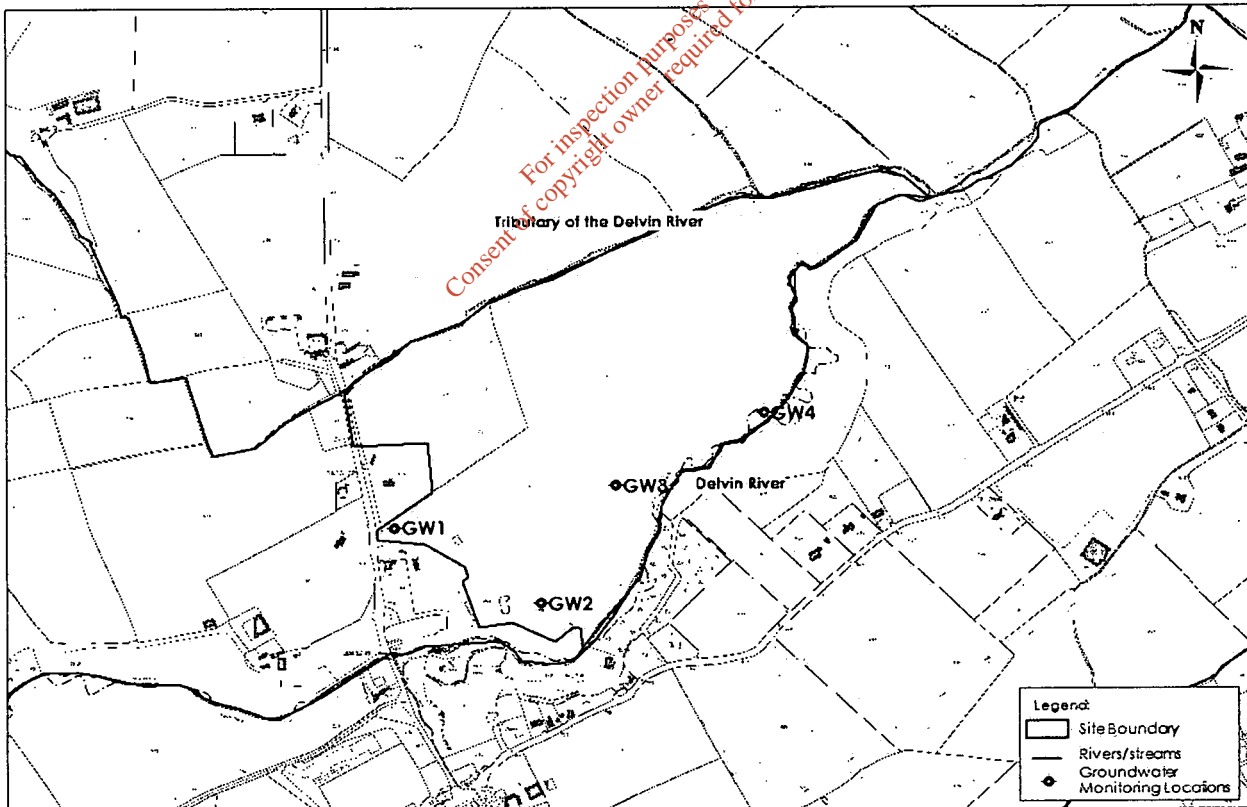 For inspection purposes
Consent of copyright owner required fo
N
Tributary of the Delvin River
GW4
GW3
Delvin River
GW1
GW2
Legend:
Site Boundary
Rivers/streams
Groundwater
Monitoring Locations